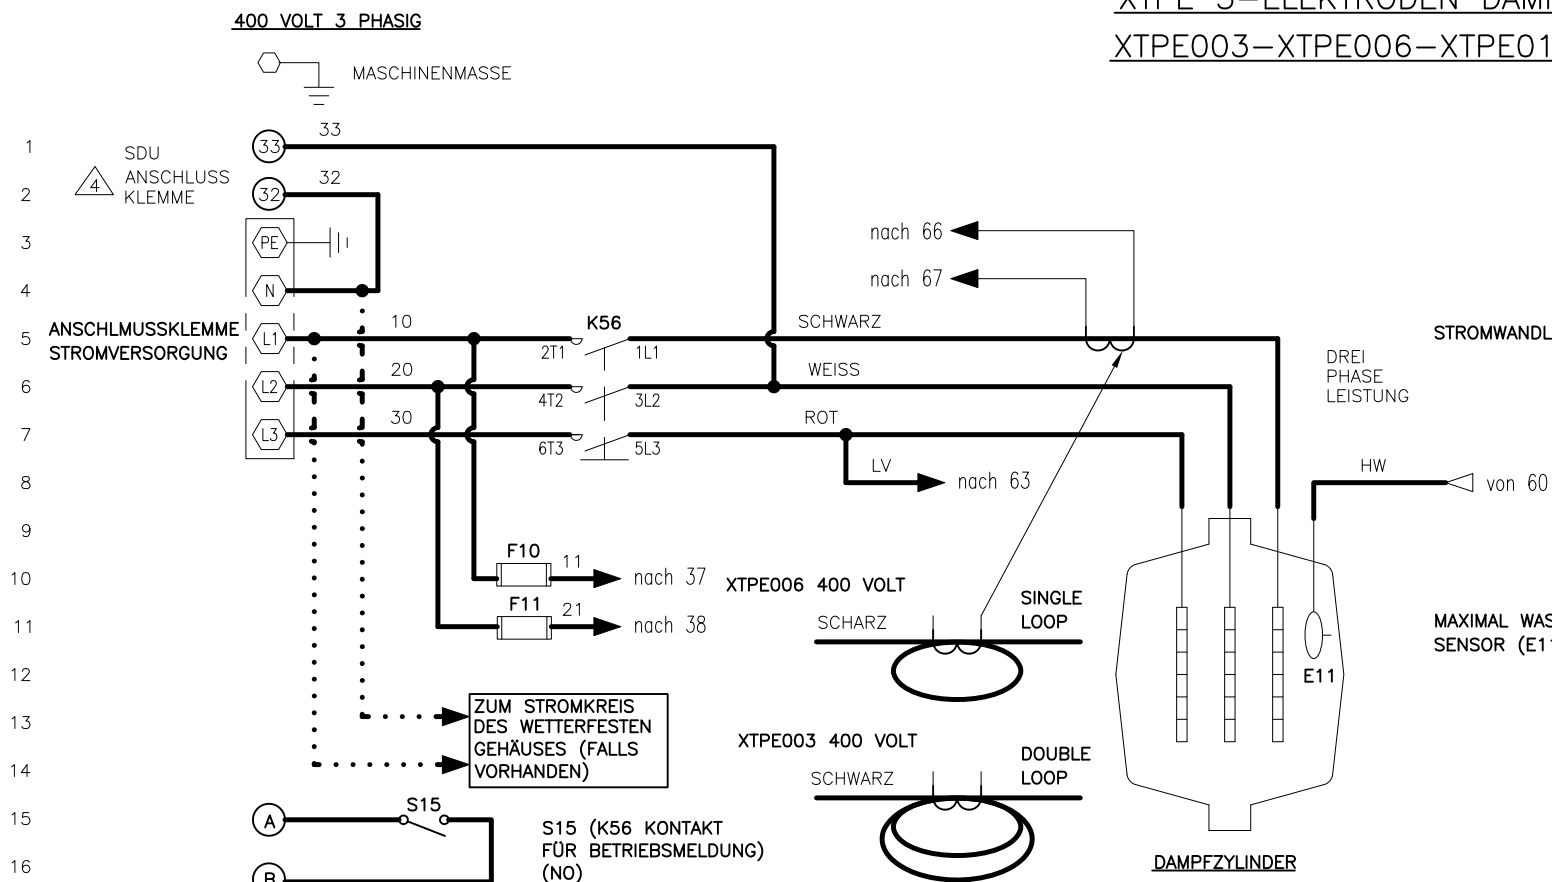 400 VOLT 3 PHASIG
XTPE003-XTPE006-XTPE01
MASCHINENMASSE
1
SDU
ANSCHLUSS
KLEMME
4
33
33
2
32
32
3
PE
nach 66
4
N
nach 67
ANSCHLMUSSKLEMME
STROMVERSORGUNG
5
L1
10
K56
2T1
1L1
SCHWARZ
STROMWANDL
6
L2
20
4T2
3L2
WEISS
DREI
PHASE
LEISTUNG
7
L3
30
6T3
5L3
ROT
8
LV
nach 63
HW
von 60
9
10
F10
11
nach 37
XTPE006 400 VOLT
11
F11
21
nach 38
SCHARZ
SINGLE
LOOP
MAXIMAL WAS
SENSOR (E11
12
E11
13
ZUM STROMKREIS
DES WETTERFESTEN
GEHÄUSES (FALLS
VORHANDEN)
XTPE003 400 VOLT
14
SCHWARZ
DOUBLE
LOOP
15
A
S15
S15 (K56 KONTAKT
FÜR BETRIEBSMELDUNG)
(NO)
16
B
DAMPFZYLINDER